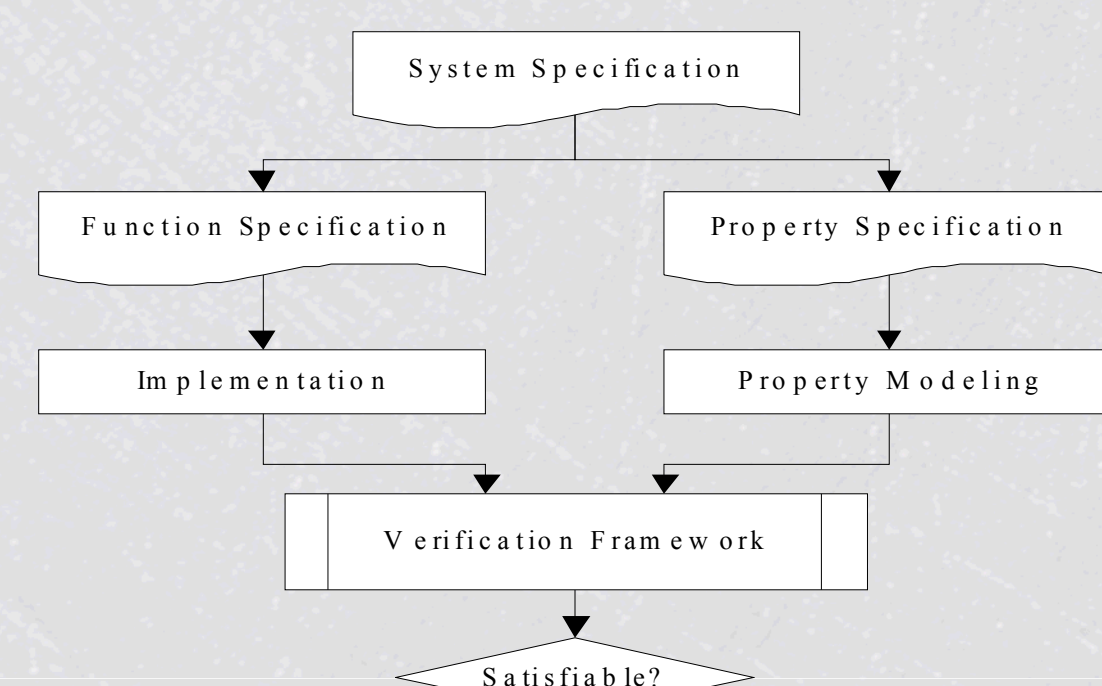 System Specification
Function Specification
Property Specification
Implementation
Property Modeling
Verification Framework
Satisfiable?